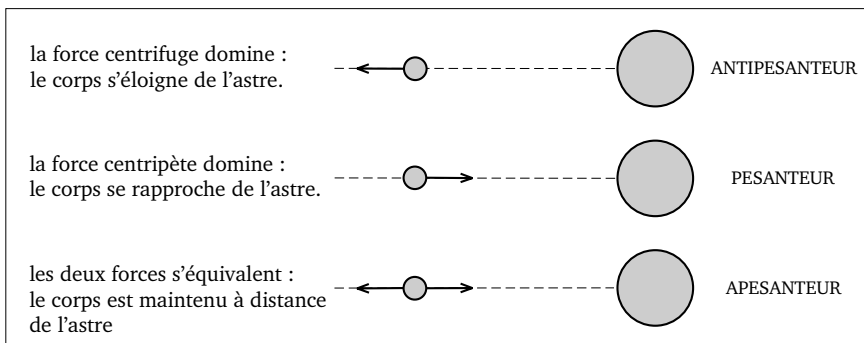 la force centrifuge domine :
le corps s’éloigne de l’astre.
ANTIPESANTEUR
la force centripète domine :
le corps se rapproche de l’astre.
PESANTEUR
les deux forces s’équivalent :
le corps est maintenu à distance
de l’astre
APESANTEUR